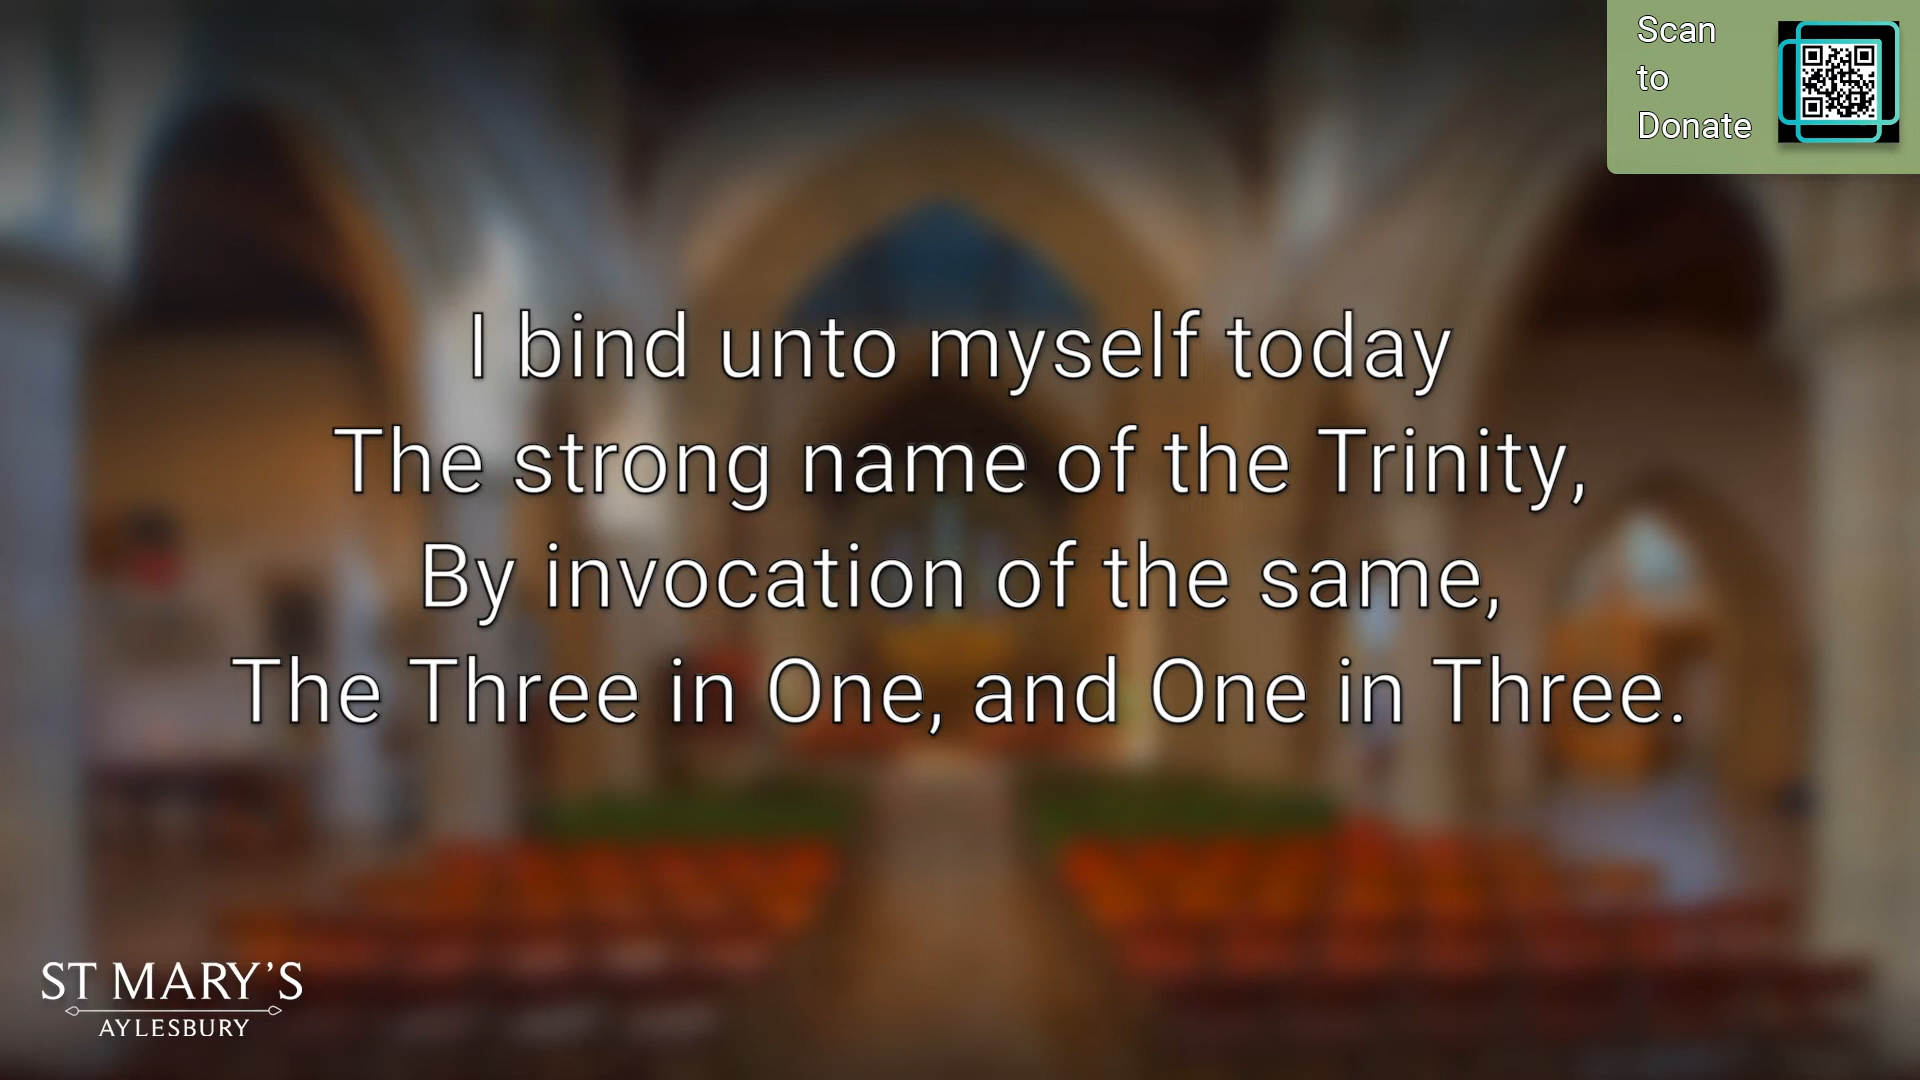 Scan
to
Donate
I bind unto myself today
The strong name of the Trinity,
By invocation of the same,
The Three in One, and One in Three.
ST MARY'S
AYLESBURY